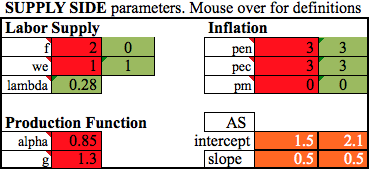 SUPPLY SIDE parameters. Mouse over for definitions
Labor Supply Inflation
f 2 0 pen 3 3
we 1 1 pec 3 3
lambda 0.28 pm 0 0
Production Function AS
alpha 0.85 intercept 1.5 2.1
g 1.3 slope 0.5 0.5